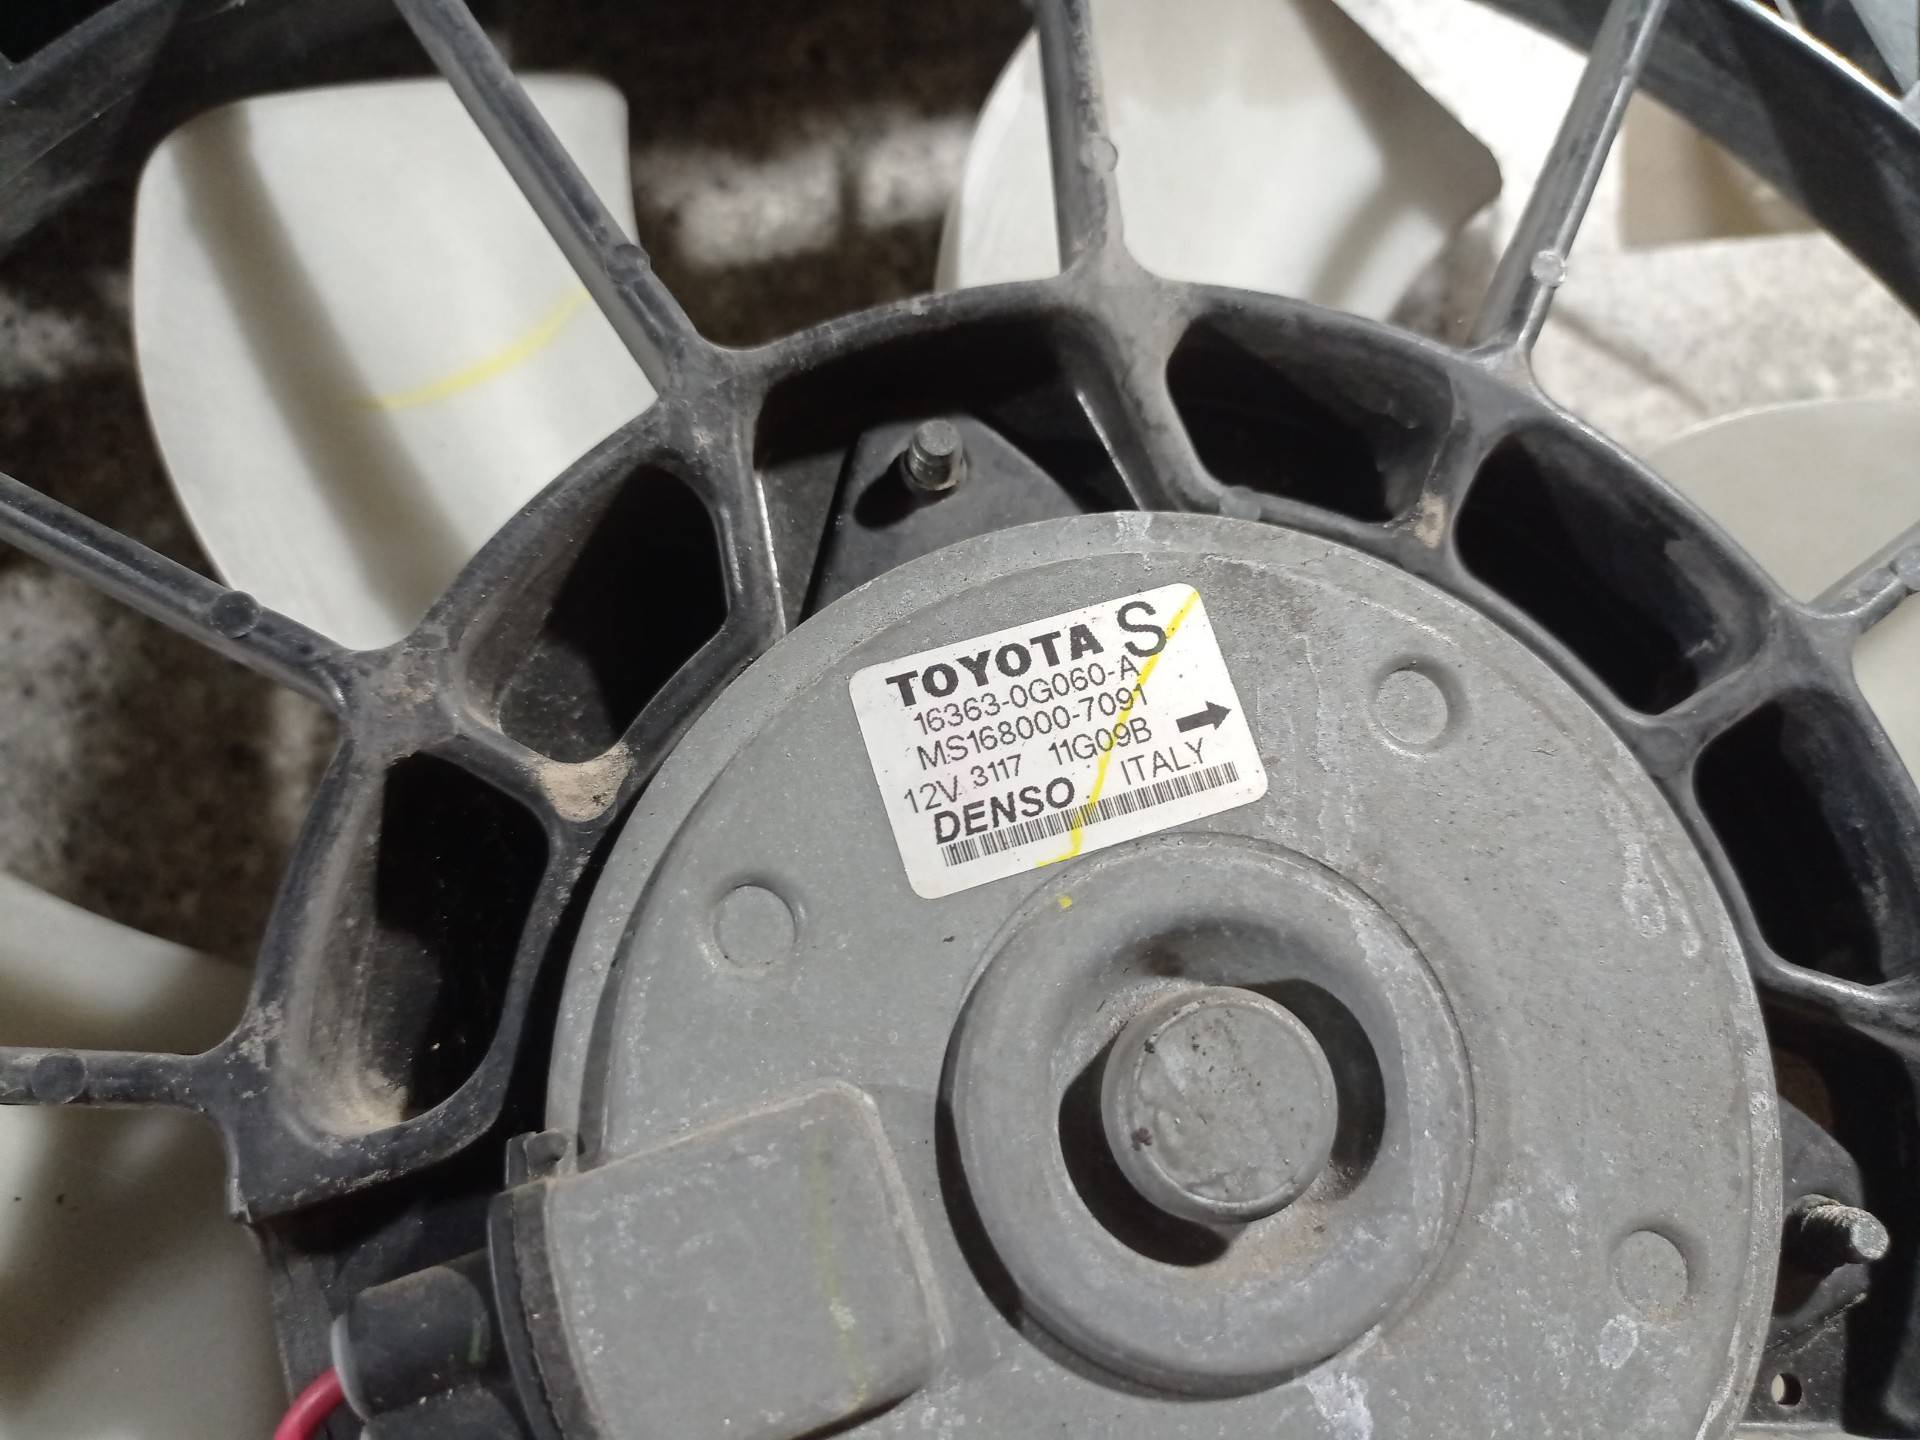 TOYOTA S
16363-0G060-A
MS168000-7091
12V 3117 11G09B
DENSO ITALY